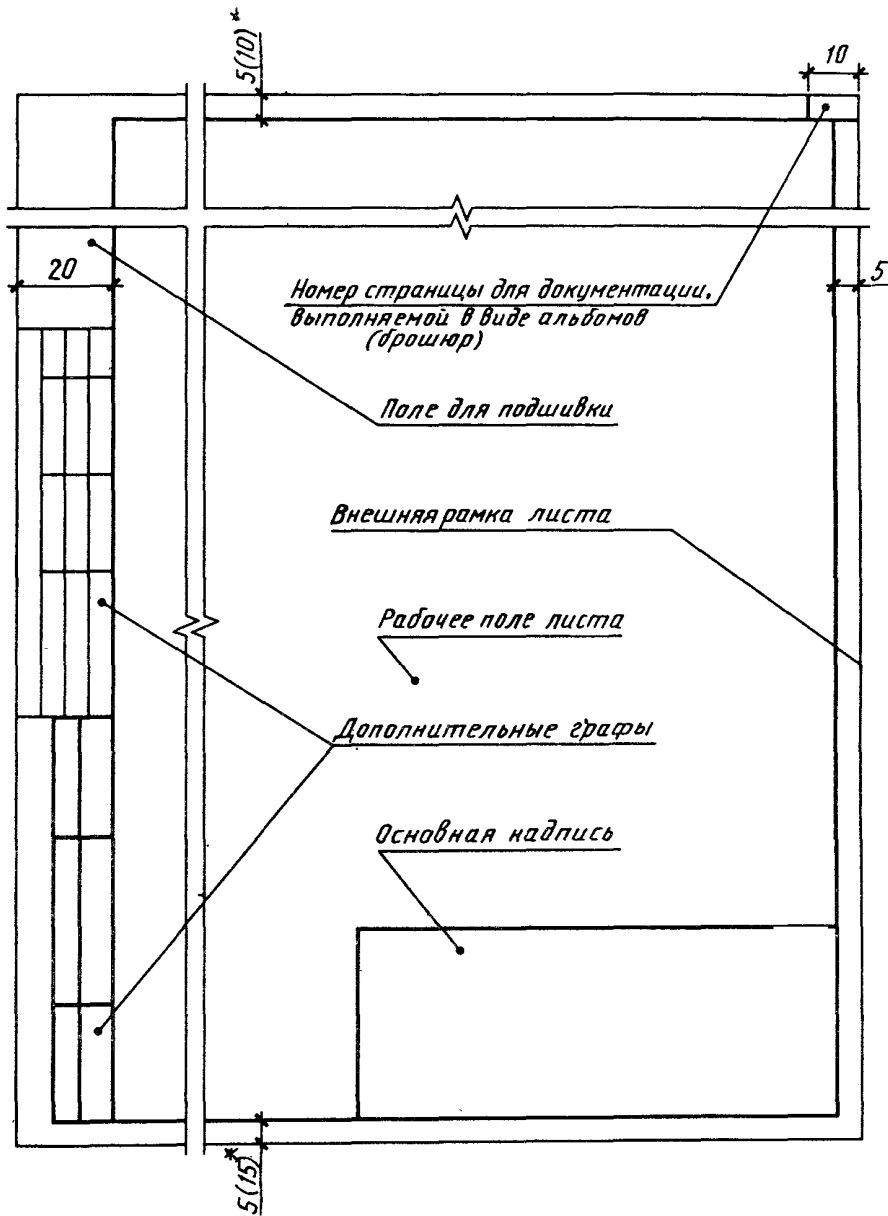 5(10)*
10
20
5
Номер страницы для документации,
выполняемой в виде альбомов
(брошюр)
Поле для подшивки
Внешняя рамка листа
Рабочее поле листа
Дополнительные графы
Основная надпись
5(15)*